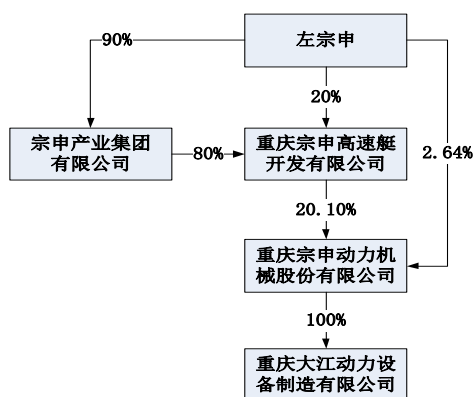 左宗申
90%
20%
宗申产业集团
有限公司
80%
重庆宗申高速艇
开发有限公司
2.64%
20.10%
重庆宗申动力机
械股份有限公司
100%
重庆大江动力设
备制造有限公司